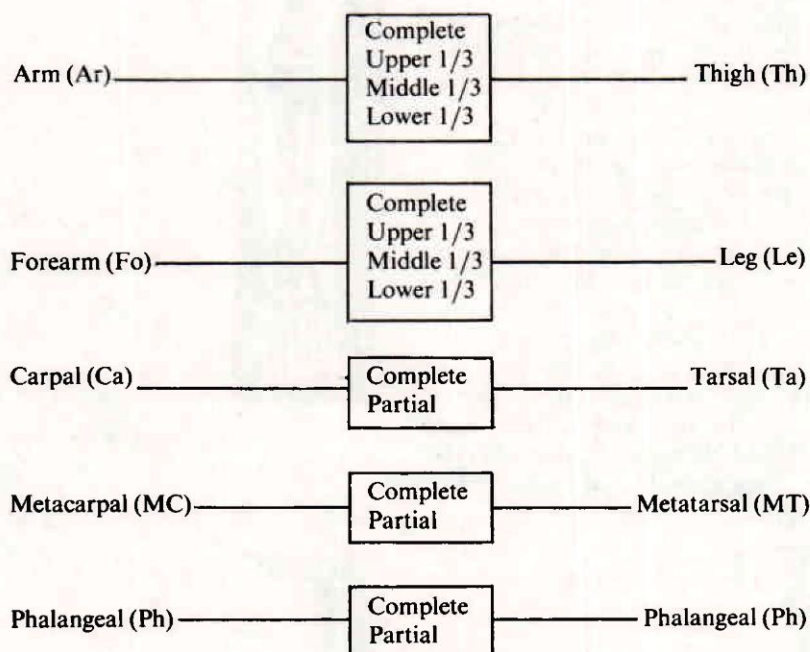 Complete
Upper 1/3
Arm (Ar) Middle 1/3 Thigh (Th)
Lower 1/3
Complete
Upper 1/3
Forearm (Fo) Middle 1/3 Leg (Le)
Lower 1/3
Carpal (Ca) Complete Tarsal (Ta)
Partial
Metacarpal (MC) Complete Metatarsal (MT)
Partial
Phalangeal (Ph) Complete Phalangeal (Ph)
Partial